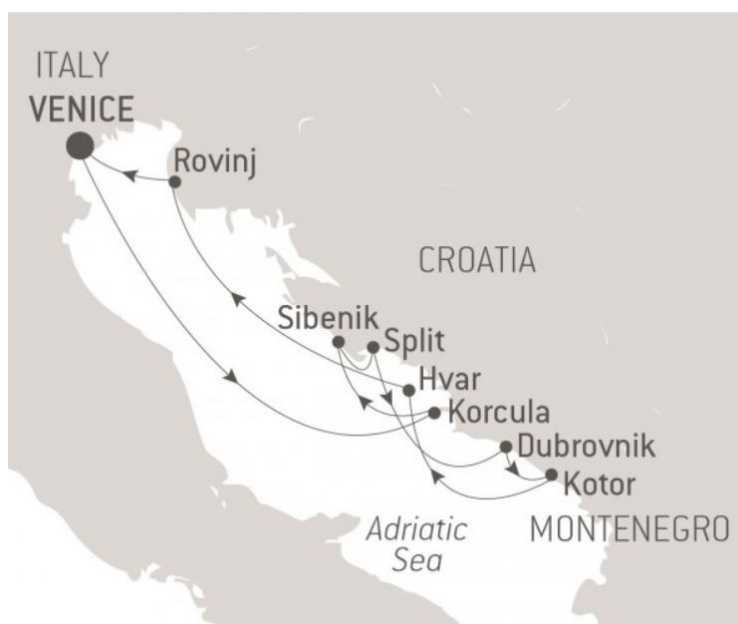 ITALY
VENICE
Rovinj
CROATIA
Sibenik
Split
Hvar
Korcula
Dubrovnik
Kotor
Adriatic
Sea
MONTENEGRO